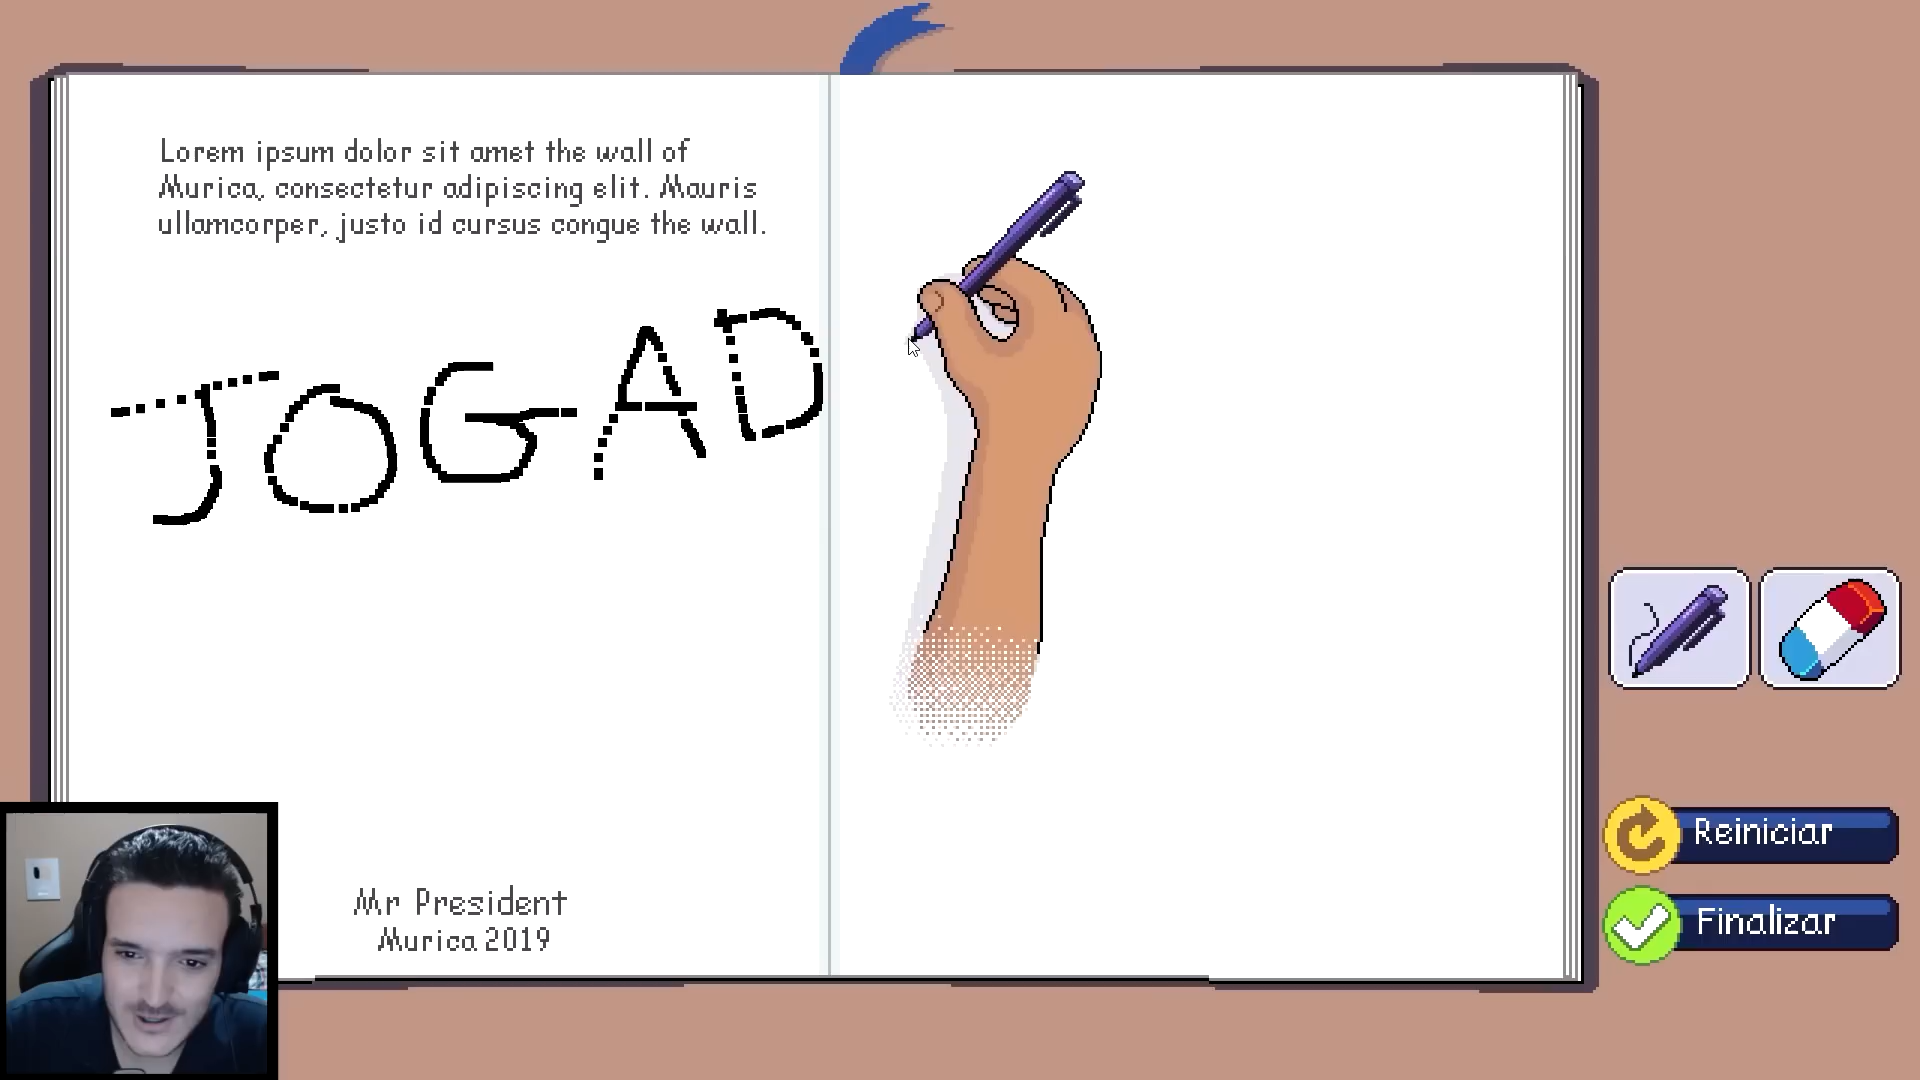 Lorem ipsum dolor sit amet the wall of
Murica, consectetur adipiscing elit. Mauris
ullamcorper, justo id cursus congue the wall.
JOGAD
Mr President
Murica 2019
Reiniciar
Finalizar